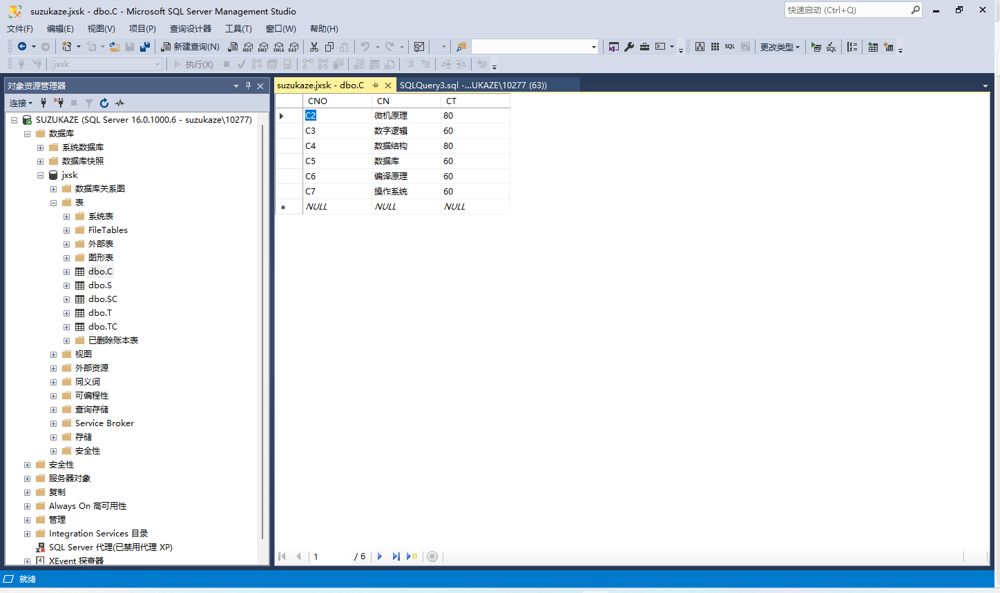 suzukaze.jxsk - dbo.C - Microsoft SQL Server Management Studio
快速启动 (Ctrl+Q)
文件(F) 编辑(E) 视图(V) 项目(P) 查询设计器 工具(T) 窗口(W) 帮助(H)
新建查询(N) MDX DMX XMLA DAX SQL 更改类型 SQL
jxsk 执行(X)
对象资源管理器
连接
SUZUKAZE (SQL Server 16.0.1000.6 - suzukaze\10277)
数据库
系统数据库
数据库快照
jxsk
数据库关系图
表
系统表
FileTables
外部表
图形表
dbo.C
dbo.S
dbo.SC
dbo.T
dbo.TC
已删除账本表
视图
外部资源
同义词
可编程性
查询存储
Service Broker
存储
安全性
安全性
服务器对象
复制
Always On 高可用性
管理
Integration Services 目录
SQL Server 代理(已禁用代理 XP)
XEvent 探查器
suzukaze.jxsk - dbo.C SQLQuery3.sql -...UKAZE\10277 (63))
CNO CN CT
C2 微机原理 80
C3 数字逻辑 60
C4 数据结构 80
C5 数据库 60
C6 编译原理 60
C7 操作系统 60
NULL NULL NULL
1 / 6
就绪